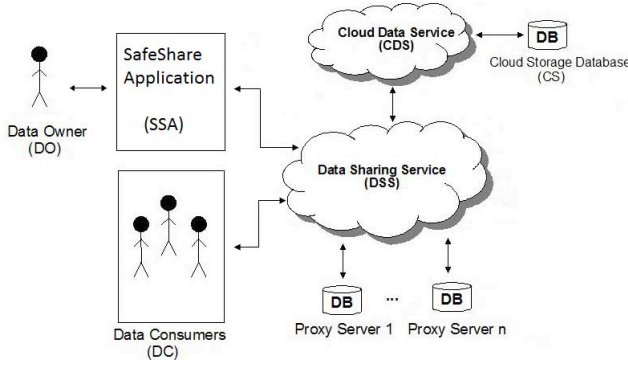 SafeShare
Application
(SSA)
Data Owner
(DO)
Cloud Data Service
(CDS)
DB
Cloud Storage Database
(CS)
Data Sharing Service
(DSS)
Data Consumers
(DC)
DB
...
DB
Proxy Server 1
Proxy Server n